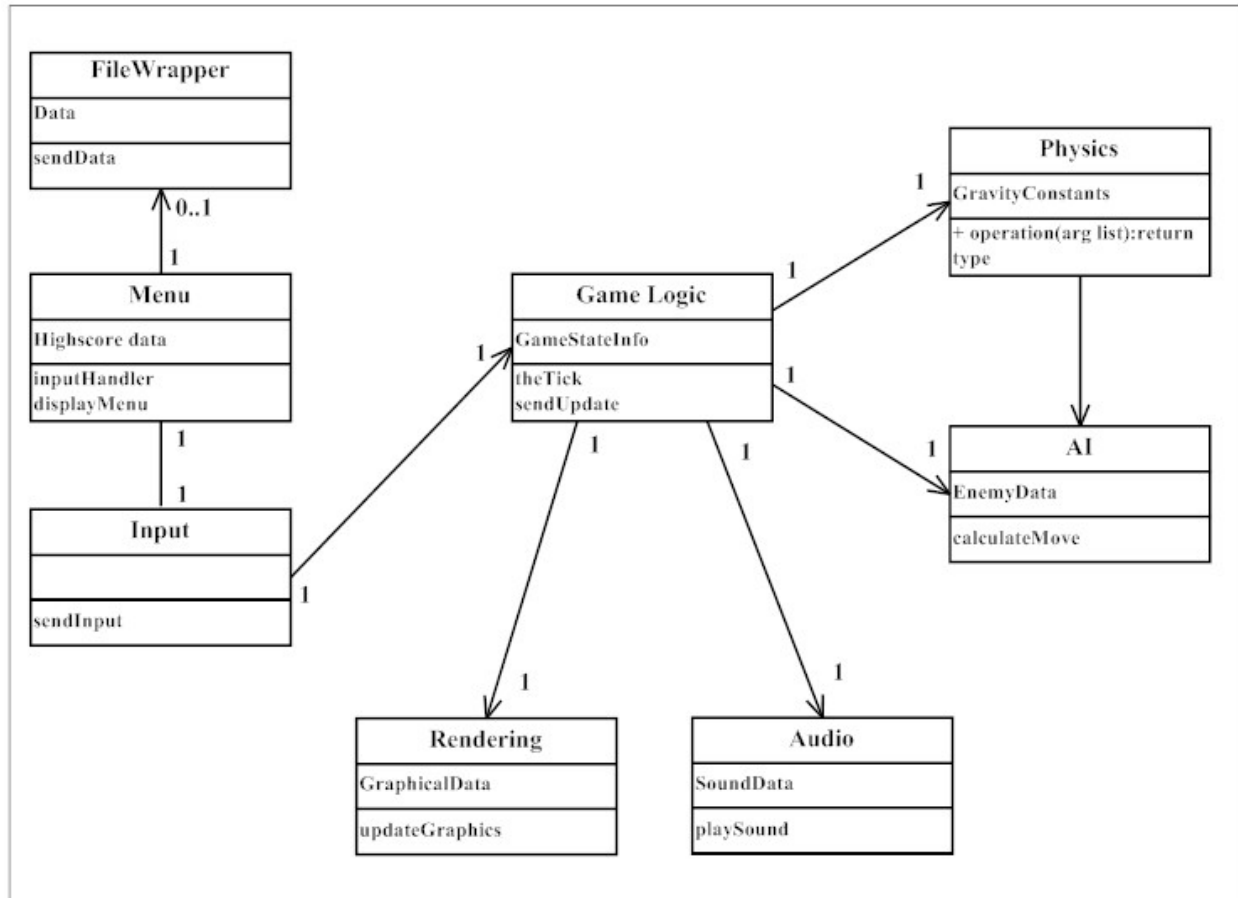 FileWrapper
Data
sendData
0..1
1
Menu
Highscore data
inputHandler
displayMenu
1
1
Input
sendInput
1
1
Game Logic
GameStateInfo
theTick
sendUpdate
1
1
Physics
GravityConstants
+ operation(arg list):return
type
1
1
AI
EnemyData
calculateMove
1
1
Rendering
GraphicalData
updateGraphics
1
1
Audio
SoundData
playSound